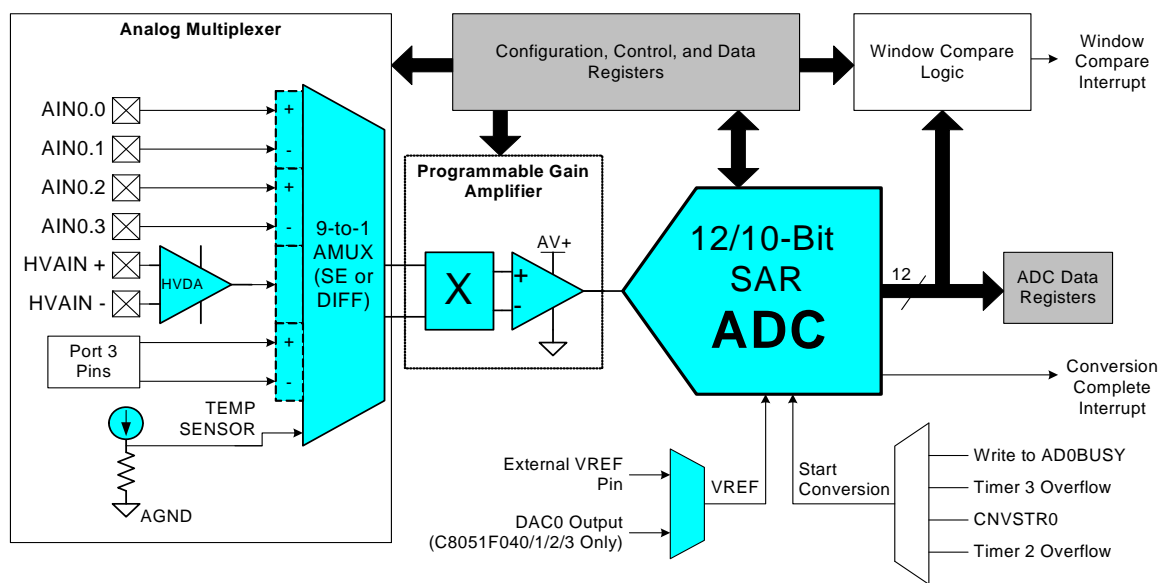 Analog Multiplexer
AIN0.0
AIN0.1
AIN0.2
AIN0.3
HVAIN +
HVAIN -
HVDA
Port 3
Pins
+
-
+
-
+
-
9-to-1
AMUX
(SE or
DIFF)
TEMP
SENSOR
AGND
Configuration, Control, and Data
Registers
Programmable Gain
Amplifier
X
+
-
AV+
12/10-Bit
SAR
ADC
Window Compare
Logic
Window
Compare
Interrupt
12
ADC Data
Registers
Conversion
Complete
Interrupt
External VREF
Pin
DAC0 Output
(C8051F040/1/2/3 Only)
VREF
Start
Conversion
Write to AD0BUSY
Timer 3 Overflow
CNVSTR0
Timer 2 Overflow